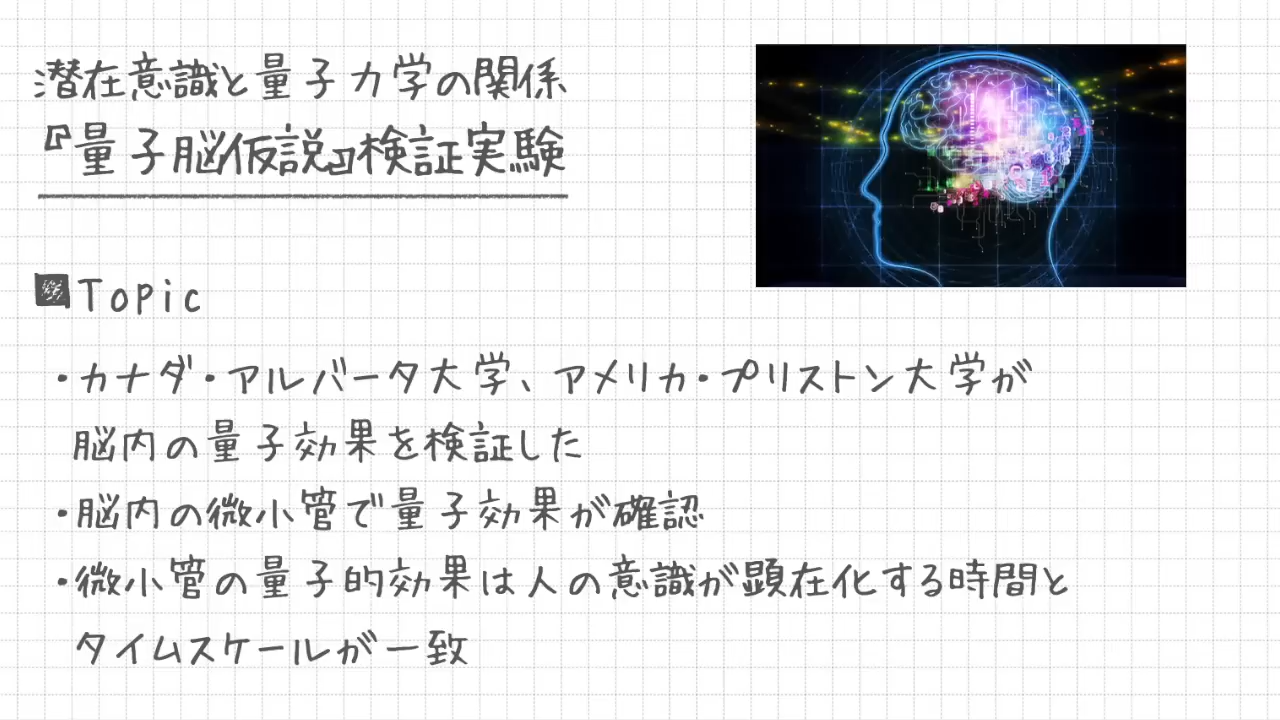 潜在意識と量子力学の関係
『量子脳仮説』検証実験
■Topic
・カナダ・アルバータ大学、アメリカ・プリストン大学が
脳内の量子効果を検証した
・脳内の微小管で量子効果が確認
・微小管の量子的効果は人の意識が顕在化する時間と
タイムスケールが一致